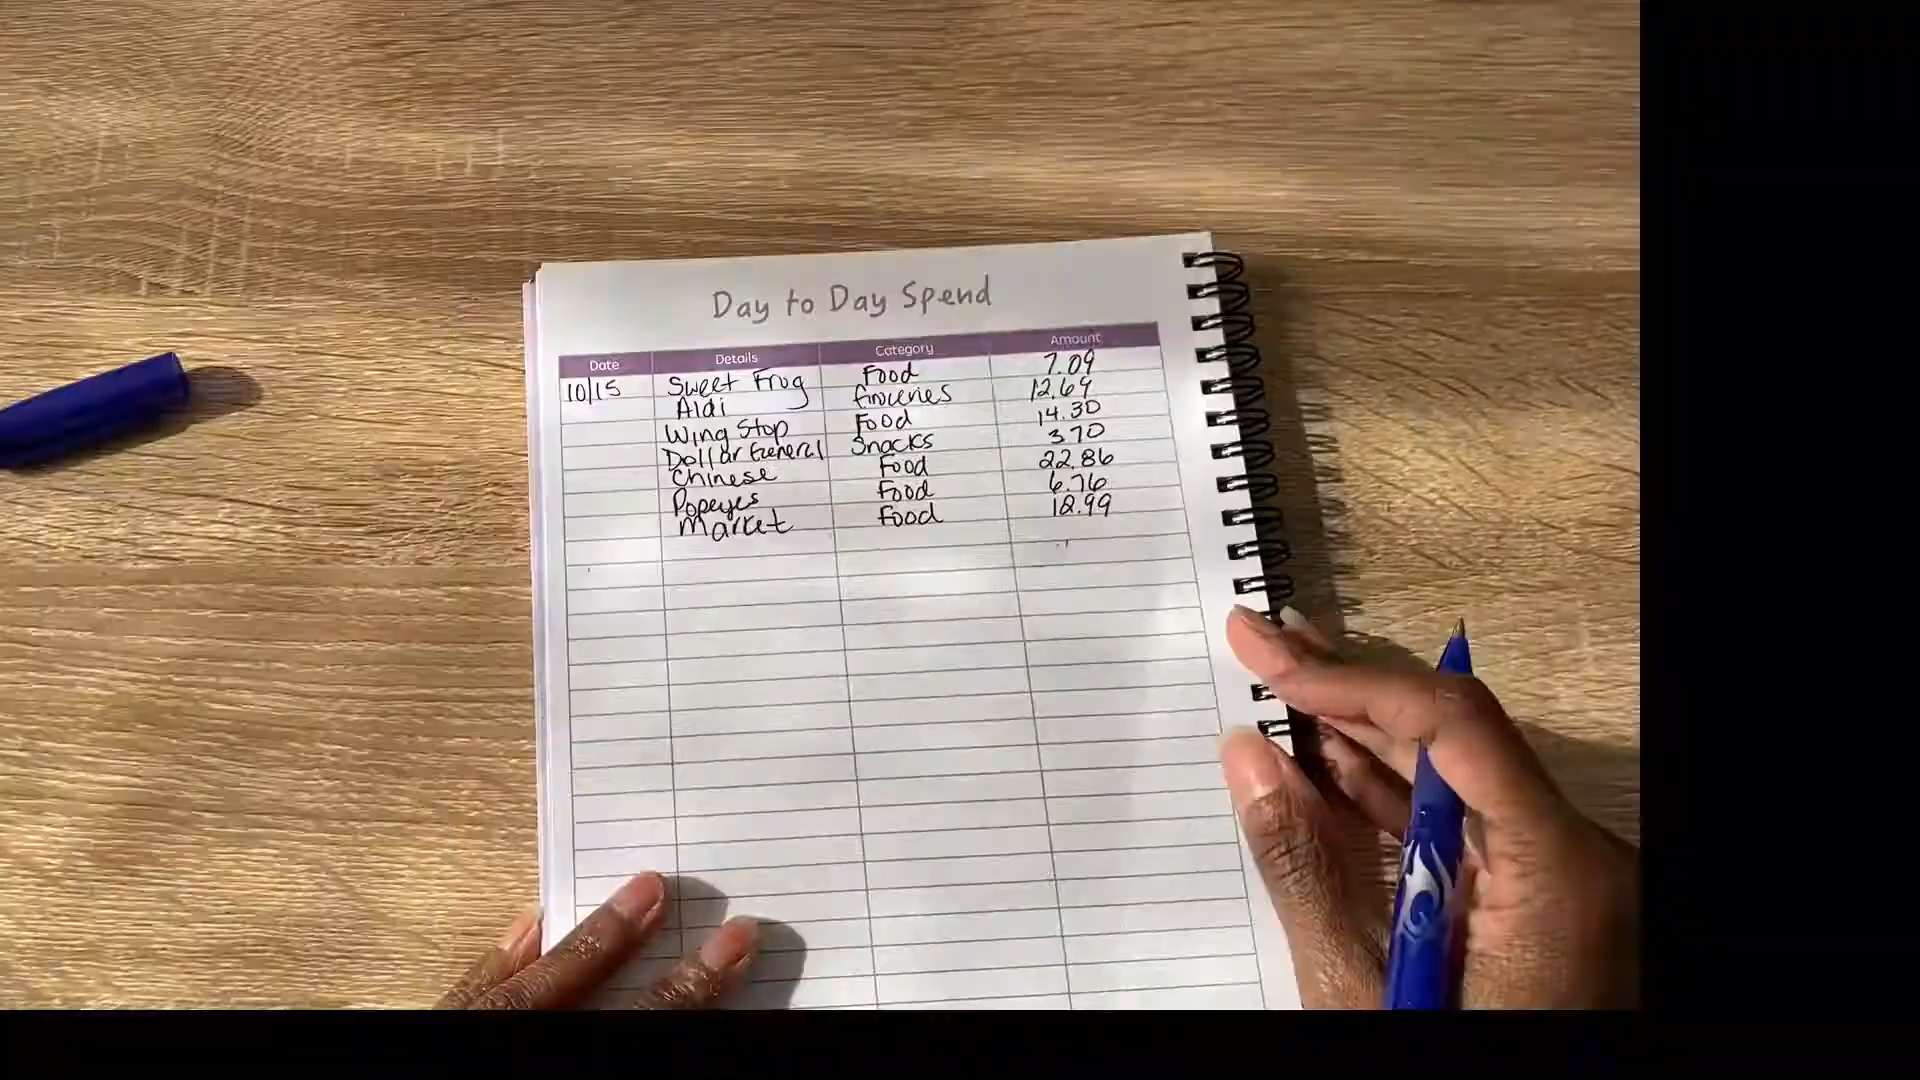 Day to Day Spend
Date Details Category Amount
10/15 Sweet Frog Food 7.09
Aldi Groceries 12.69
Wing Stop Food 14.30
Dollar General Snacks 3.70
Chinese Food 22.86
Popeyes Food 6.76
Market Food 12.99